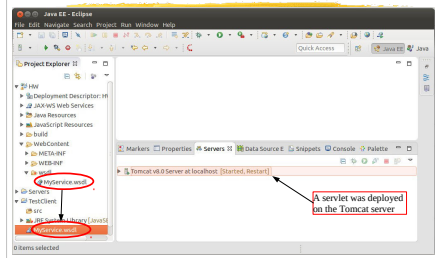 Java EE - Eclipse
File Edit Navigate Search Project Run Window Help
Quick Access
Java EE
Java
Project Explorer
HW
Deployment Descriptor: H
JAX-WS Web Services
Java Resources
JavaScript Resources
build
WebContent
META-INF
WEB-INF
wsdl
MyService.wsdl
Servers
TestClient
src
JRE System Library [JavaSE
MyService.wsdl
Markers
Properties
Servers
Data Source E
Snippets
Console
Palette
Tomcat v8.0 Server at localhost [Started, Restart]
A servlet was deployed
on the Tomcat server
0 items selected